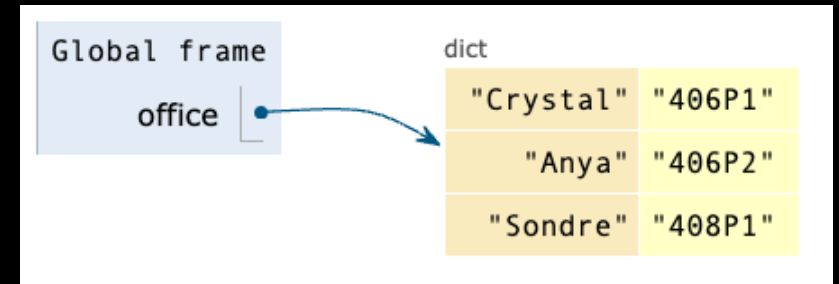 Global frame
office
dict
"Crystal" "406P1"
"Anya" "406P2"
"Sondre" "408P1"